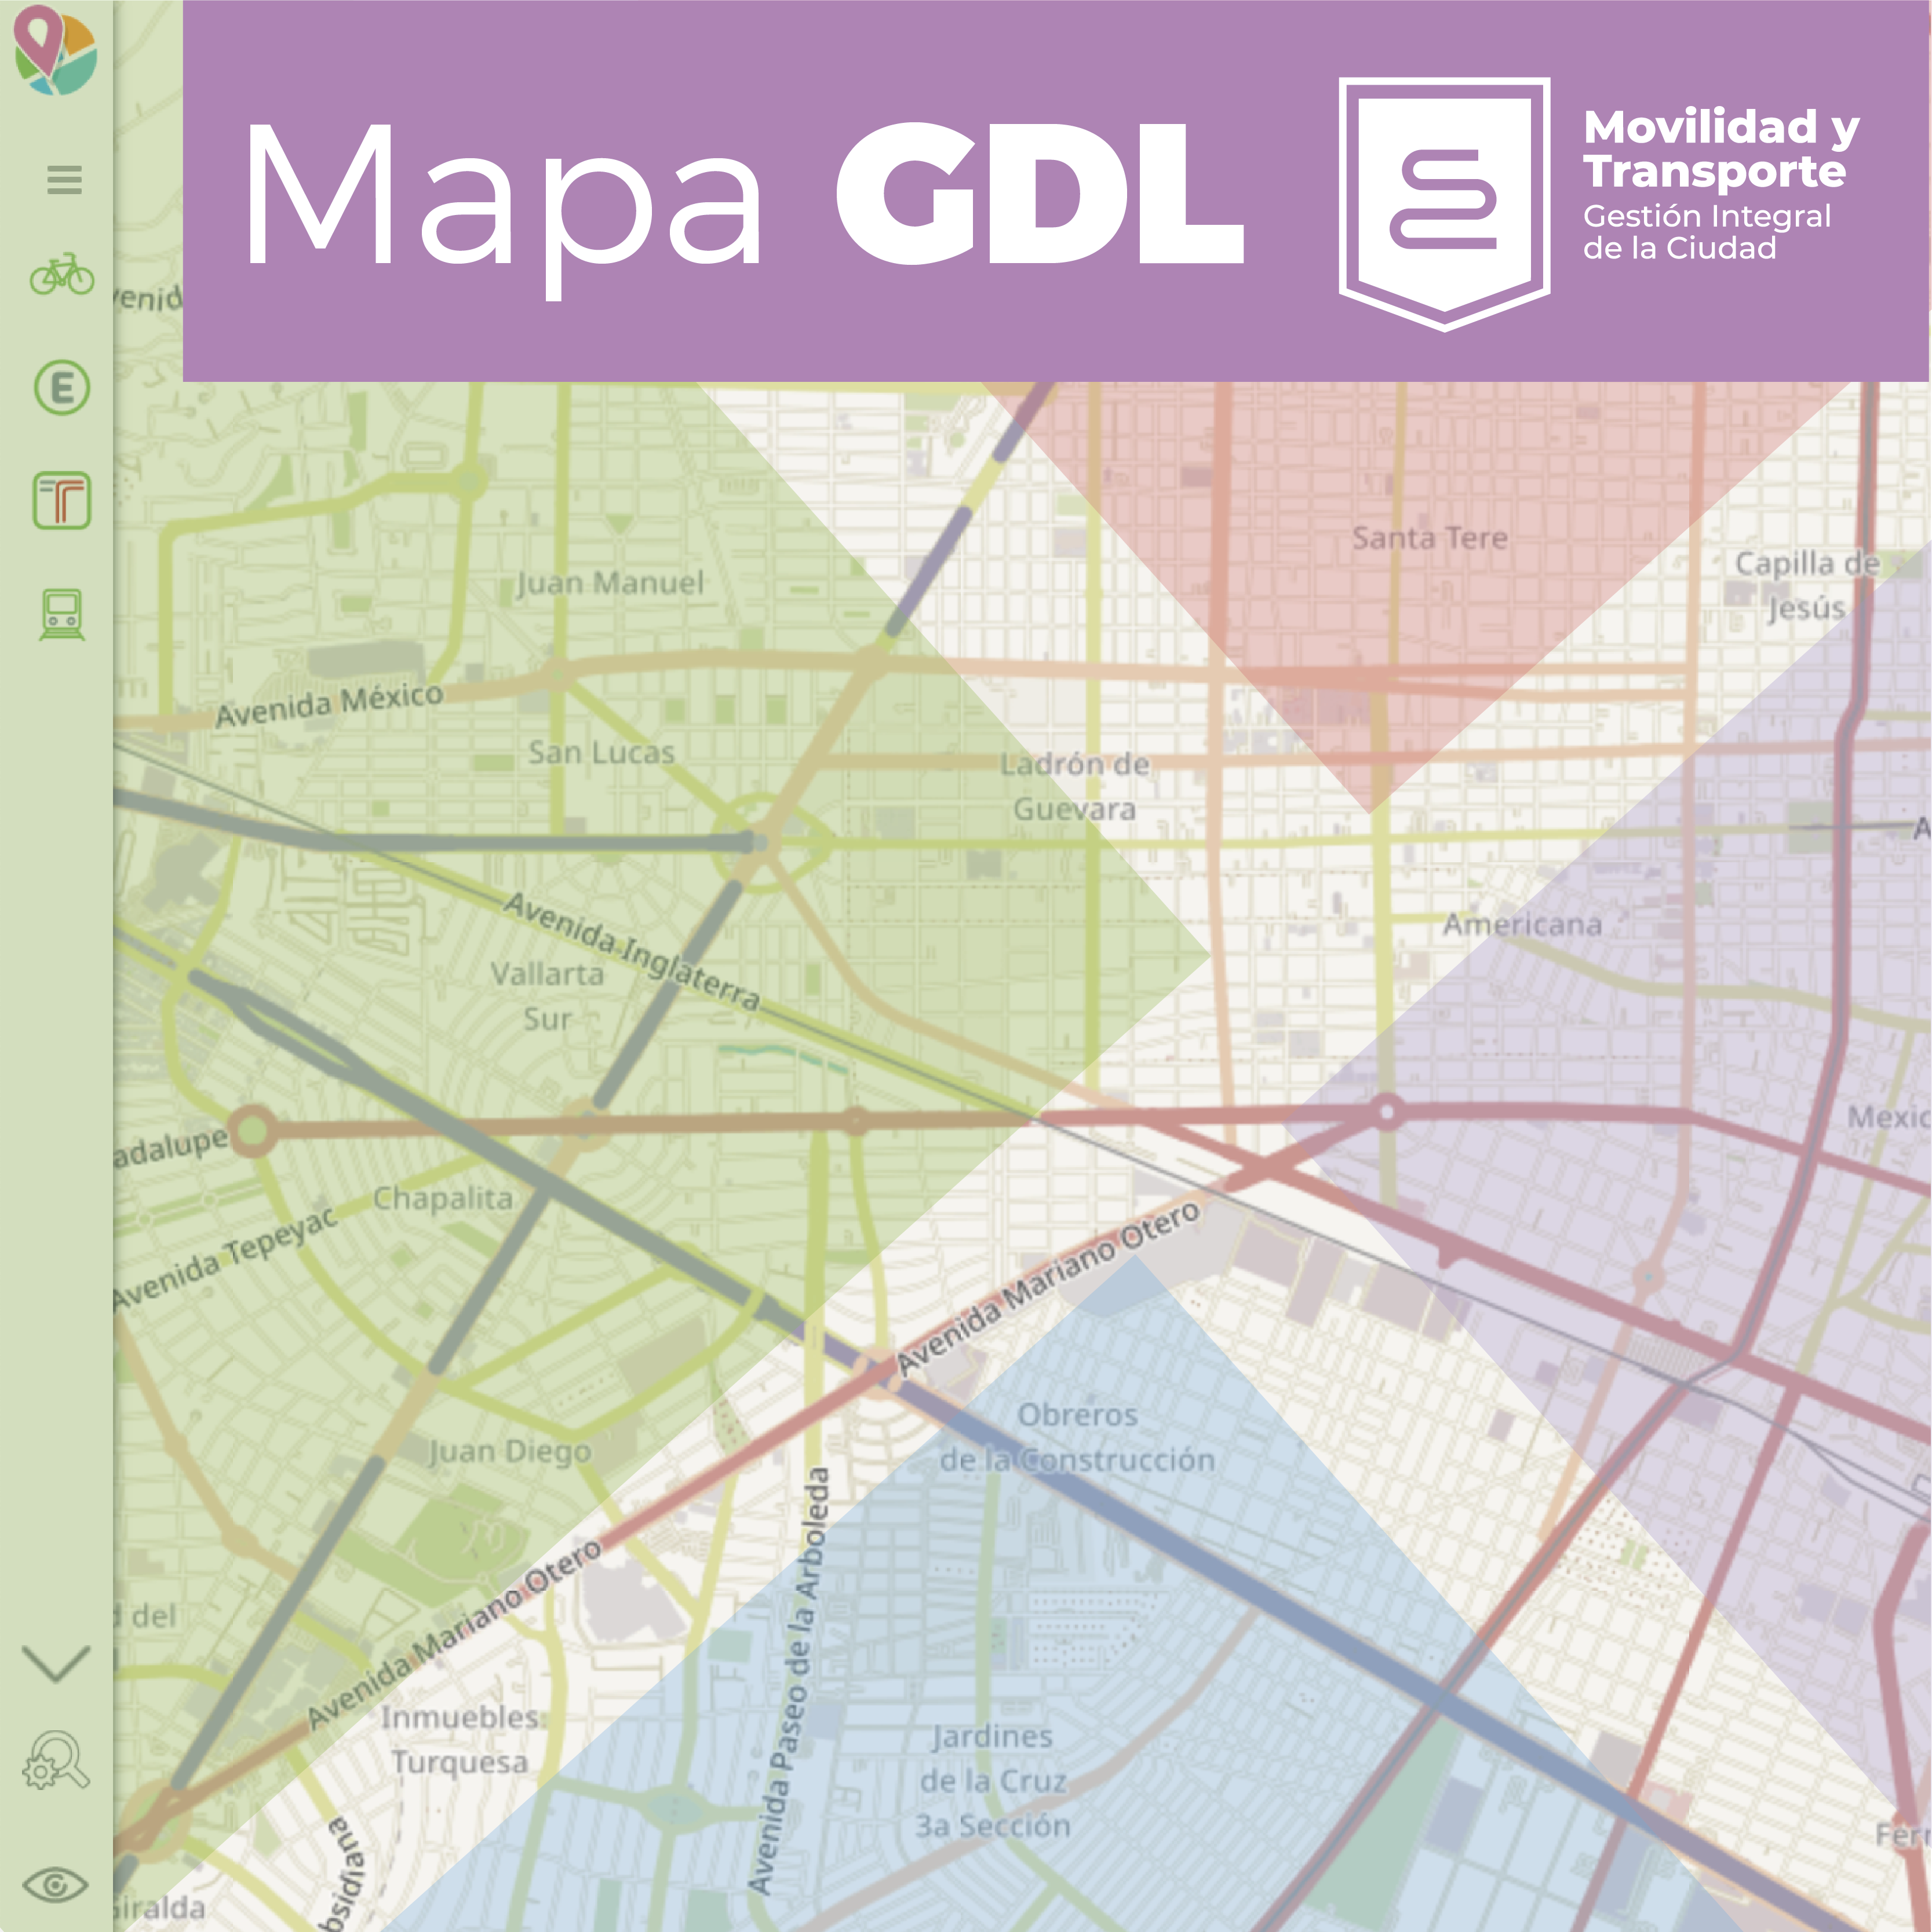 Mapa GDL
Movilidad y
Transporte
Gestión Integral
de la Ciudad
E
Santa Tere
Capilla de
Jesús
Juan Manuel
Avenida México
San Lucas
Ladrón de
Guevara
Americana
Avenida Inglaterra
Vallarta
Sur
adalupe
Chapalita
Avenida Tepeyac
Mexic
Avenida Mariano Otero
Obreros
de la Construcción
Juan Diego
Avenida Paseo de la Arboleda
Avenida Mariano Otero
d del
Inmuebles
Turquesa
Jardines
de la Cruz
3a Sección
Ferr
bsidiana
iralda